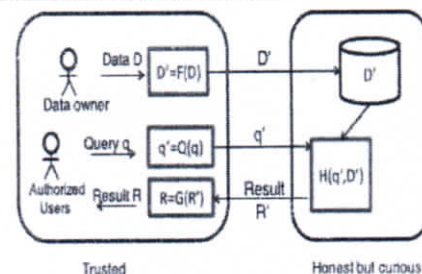 Data D
D'=F(D)
D'
D'
Data owner
Query q
q'=Q(q)
q'
H(q',D')
Authorized
Users
Result R
R=G(R')
Result
R'
Trusted
Honest but curious